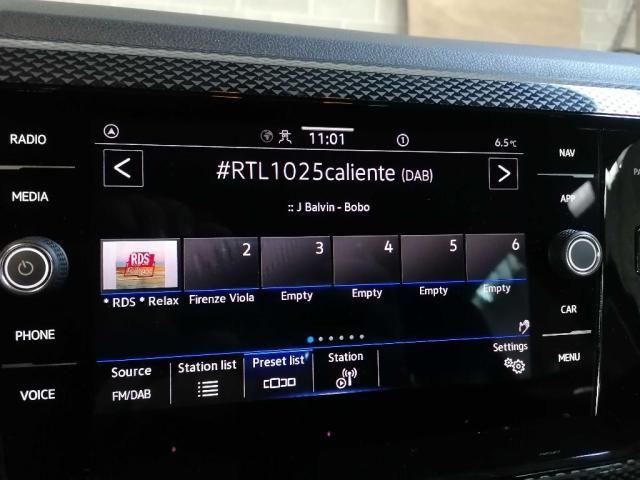 RADIO
MEDIA
PHONE
VOICE
11:01
1
6.5°C
#RTL1025caliente (DAB)
:: J Balvin - Bobo
RDS
2
3
4
5
6
* RDS * Relax
Firenze Viola
Empty
Empty
Empty
Empty
Source
FM/DAB
Station list
Preset list
Station
Settings
NAV
APP
CAR
MENU